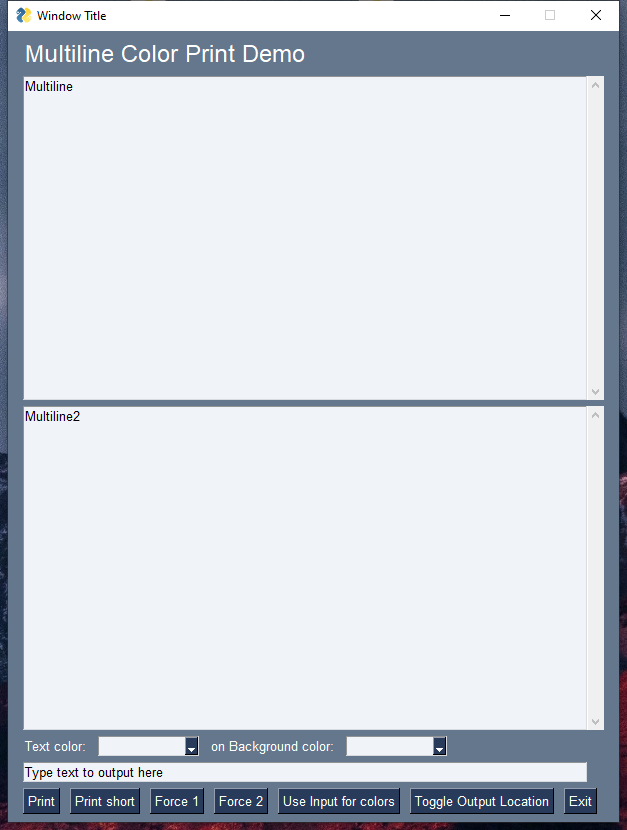 Window Title
Multiline Color Print Demo
Multiline
Multiline2
Text color: on Background color:
Type text to output here
Print Print short Force 1 Force 2 Use Input for colors Toggle Output Location Exit